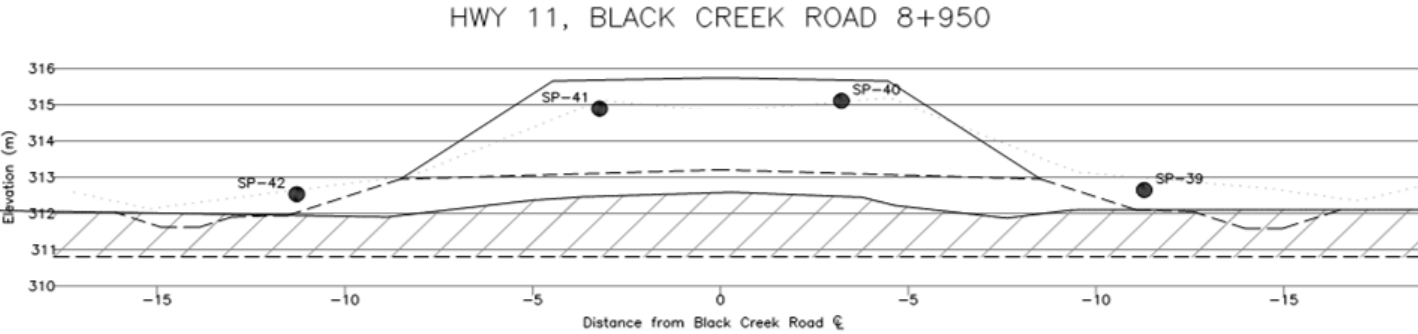 HWY 11, BLACK CREEK ROAD 8+950
316
315
314
313
312
311
310
Elevation (m)
SP-41
SP-40
SP-42
SP-39
-15
-10
-5
0
-5
-10
-15
Distance from Black Creek Road ℄